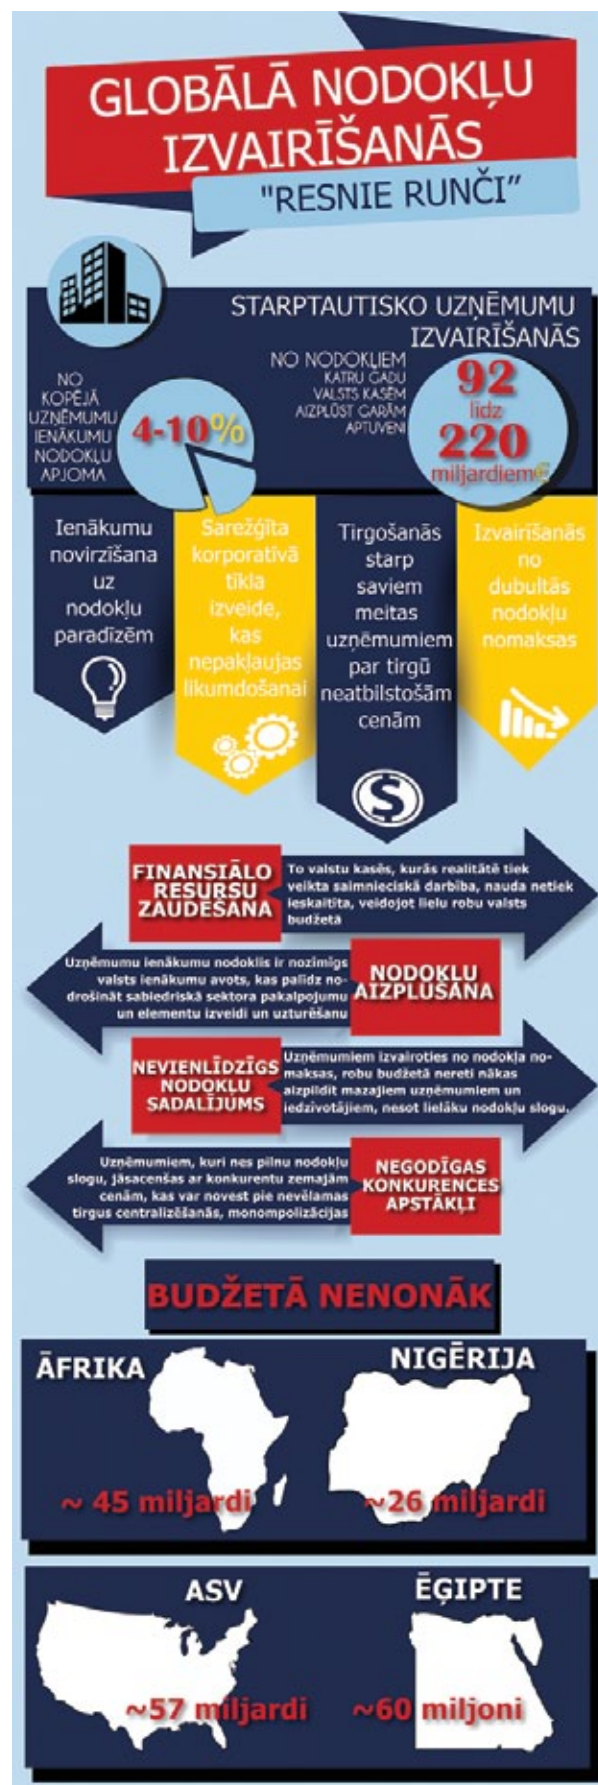 GLOBĀLĀ NODOKĻU
IZVAIRĪŠANĀS
"RESNIE RUNČI"
STARPTAUTISKO UZŅĒMUMU
IZVAIRĪŠANĀS
NO NODOKĻIEM
KATRU GADU
VALSTS KASĒM
AIZPLŪST GARĀM
APTUVENI
92
līdz
220
miljardiem€
NO
KOPĒJĀ
UZŅĒMUMU
IENĀKUMU
NODOKĻU
APJOMA
4-10%
Ienākumu
novirzīšana
uz
nodokļu
paradīzēm
Sarežģīta
korporatīvā
tīkla
izveide,
kas
nepakļaujas
likumdošanai
Tirgošanās
starp
saviem
meitas
uzņēmumiem
par tirgū
neatbilstošām
cenām
Izvairīšanās
no
dubultās
nodokļu
nomaksas
$
FINANSIĀLO
RESURSU
ZAUDĒŠANA
To valstu kasēs, kurās realitātē tiek
veikta saimnieciskā darbība, nauda netiek
ieskaitīta, veidojot lielu robu valsts
budžetā
Uzņēmumu ienākumu nodoklis ir nozīmīgs
valsts ienākumu avots, kas palīdz no-
drošināt sabiedriskā sektora pakalpojumu
un elementu izveidi un uzturēšanu
NODOKĻU
AIZPLŪŠANA
NEVIENLĪDZĪGS
NODOKĻU
SADALĪJUMS
Uzņēmumiem izvairoties no nodokļa no-
maksas, robu budžetā nereti nākas
aizpildīt mazajiem uzņēmumiem un
iedzīvotājiem, nesot lielāku nodokļu slogu.
Uzņēmumiem, kuri nes pilnu nodokļu
slogu, jāsacenšas ar konkurentu zemajām
cenām, kas var novest pie nevēlamas
tirgus centralizēšanās, monompolizācijas
NEGODĪGAS
KONKURENCES
APSTĀKĻI
BUDŽETĀ NENONĀK
ĀFRIKA
~ 45 miljardi
NIGĒRIJA
~26 miljardi
ASV
~57 miljardi
ĒĢIPTE
~60 miljoni